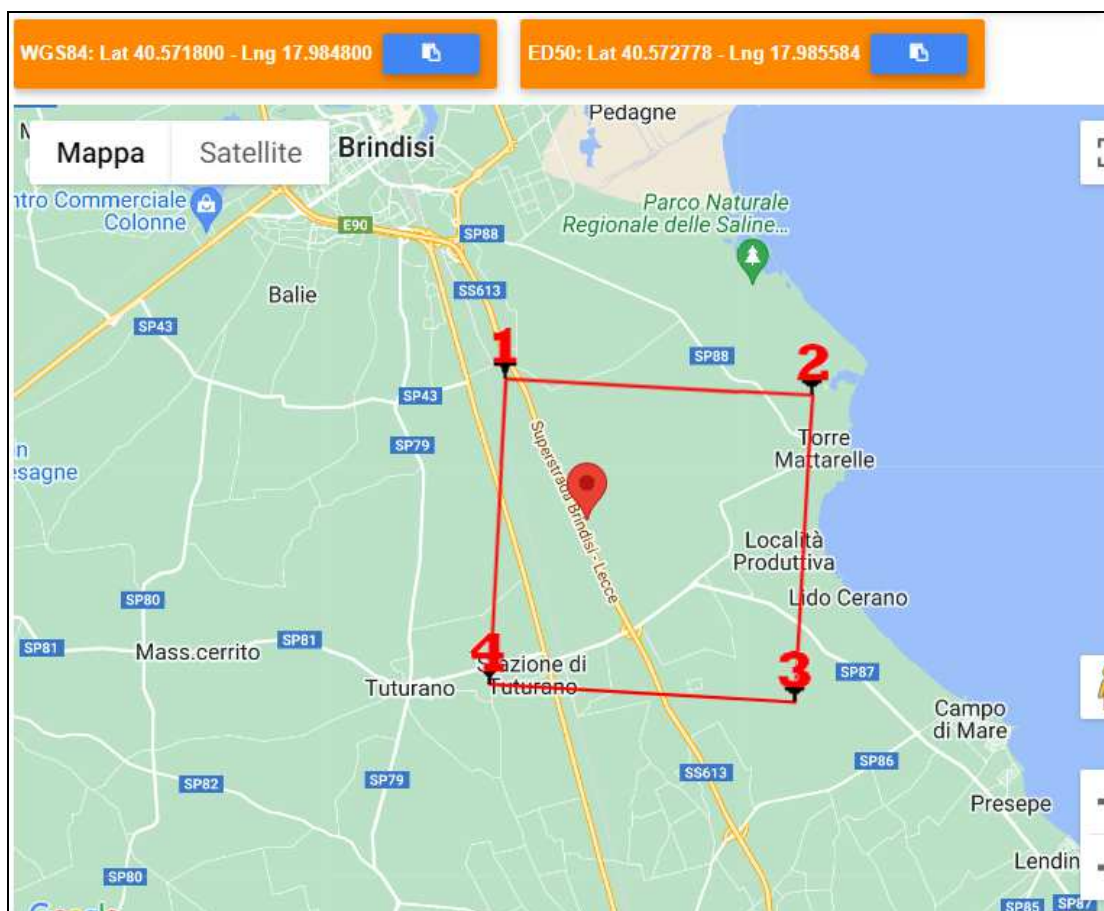 WGS84: Lat 40.571800 - Lng 17.984800
ED50: Lat 40.572778 - Lng 17.985584
Pedagne
Mappa
Satellite
Brindisi
ntro Commerciale
Colonne
E90
SP88
Parco Naturale
Regionale delle Saline...
SS613
Balie
SP43
1
SP88
2
SP43
SP79
Torre
Mattarelle
n
esagne
Superstrada Brindisi - Lecce
Località
Produttiva
SP80
Lido Cerano
SP81
Mass.cerrito
SP81
4
Stazione di
Tuturano
Tuturano
3
SP87
Campo
di Mare
SP82
SP79
SS613
SP86
Presepe
Lendin
SP80
SP85
SP87
Google